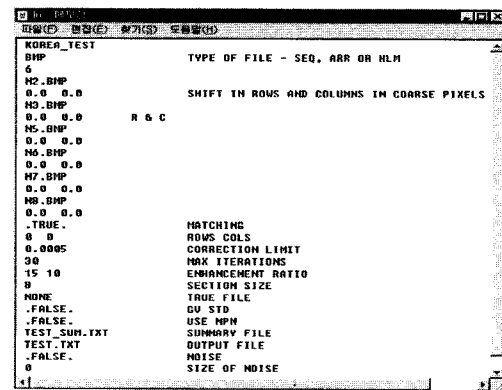 파일(F) 편집(E) 찾기(S) 도움말(H)
KOREA_TEST
BMP TYPE OF FILE - SEQ, ARR OR HLM
6
N2.BMP
0.0 0.0 SHIFT IN ROWS AND COLUMNS IN COARSE PIXELS
N3.BMP
0.0 0.0 R & C
N5.BMP
0.0 0.0
N6.BMP
0.0 0.0
N7.BMP
0.0 0.0
N8.BMP
0.0 0.0
.TRUE. MATCHING
0 0 ROWS COLS
0.0005 CORRECTION LIMIT
30 MAX ITERATIONS
15 10 ENHANCEMENT RATIO
8 SECTION SIZE
NONE TRUE FILE
.FALSE. GV STD
.FALSE. USE MPN
TEST_SUM.TXT SUMMARY FILE
TEST.TXT OUTPUT FILE
.FALSE. NOISE
0 SIZE OF NOISE